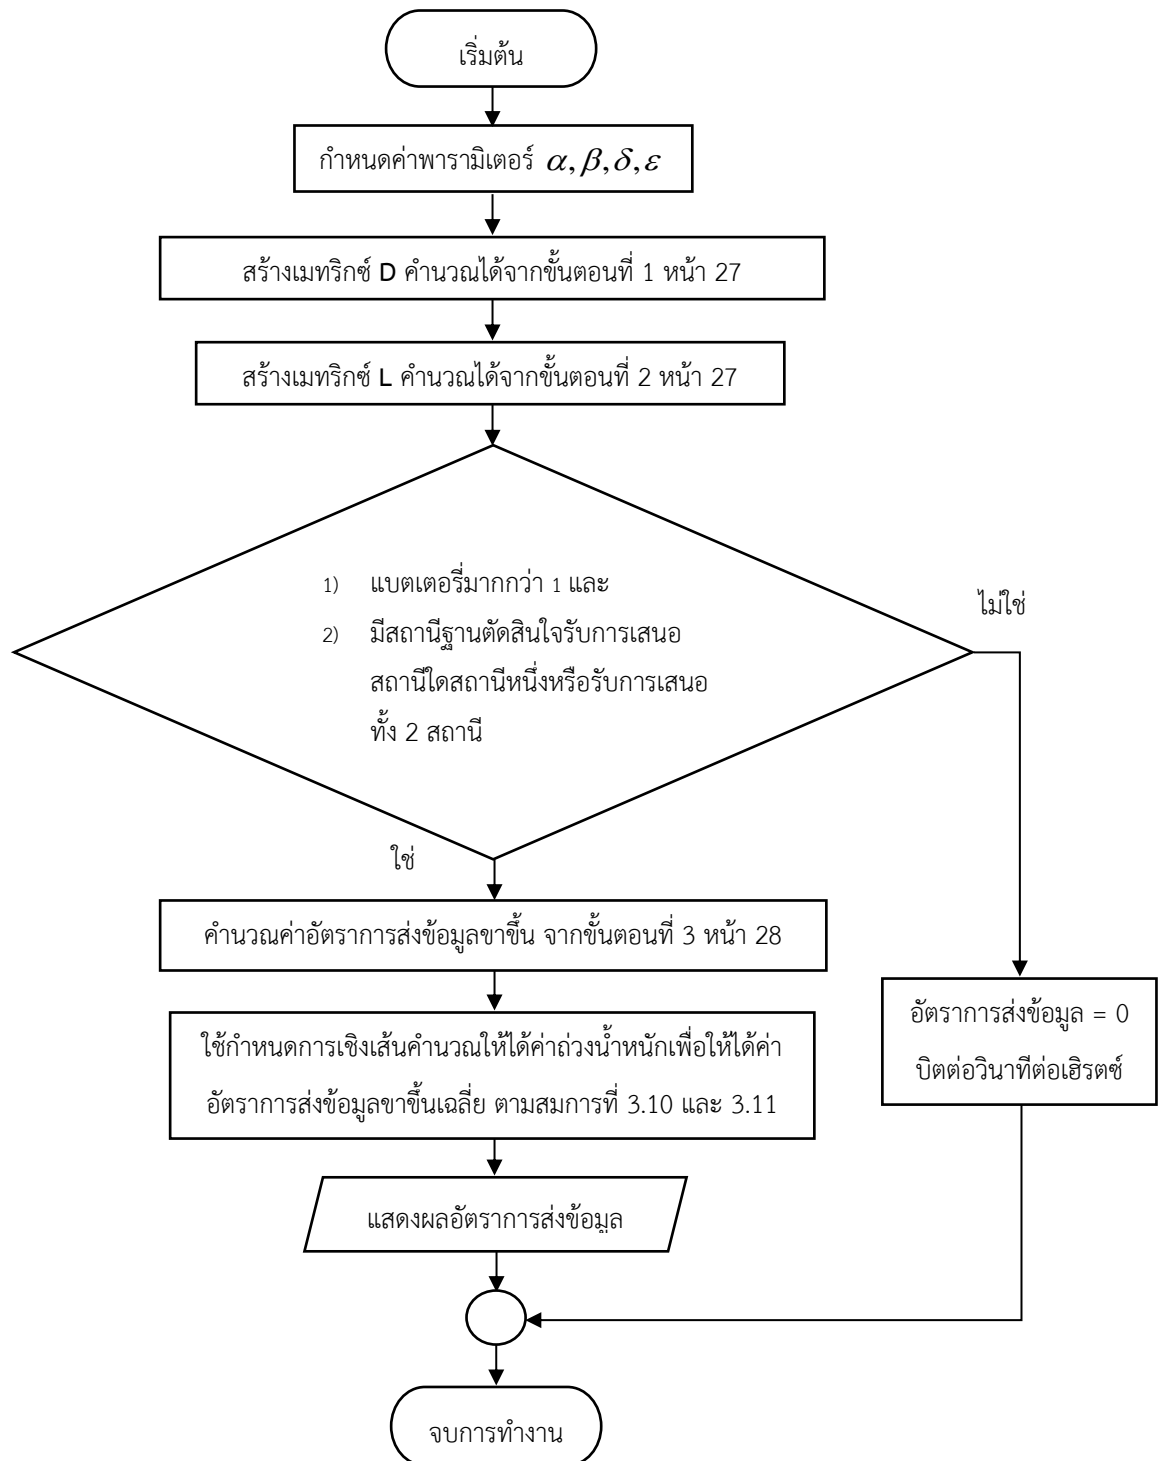 เริ่มต้น
กำหนดค่าพารามิเตอร์ α,β,δ,ε
สร้างเมทริกซ์ D คำนวณได้จากขั้นตอนที่ 1 หน้า 27
สร้างเมทริกซ์ L คำนวณได้จากขั้นตอนที่ 2 หน้า 27
1) แบตเตอรี่มากกว่า 1 และ
2) มีสถานีฐานตัดสินใจรับการเสนอ
สถานีใดสถานีหนึ่งหรือรับการเสนอ
ทั้ง 2 สถานี
ไม่ใช่
ใช่
คำนวณค่าอัตราการส่งข้อมูลขาขึ้น จากขั้นตอนที่ 3 หน้า 28
อัตราการส่งข้อมูล = 0
บิตต่อวินาทีต่อเฮิรตซ์
ใช้กำหนดการเชิงเส้นคำนวณให้ได้ค่าถ่วงน้ำหนักเพื่อให้ได้ค่า
อัตราการส่งข้อมูลขาขึ้นเฉลี่ย ตามสมการที่ 3.10 และ 3.11
แสดงผลอัตราการส่งข้อมูล
จบการทำงาน